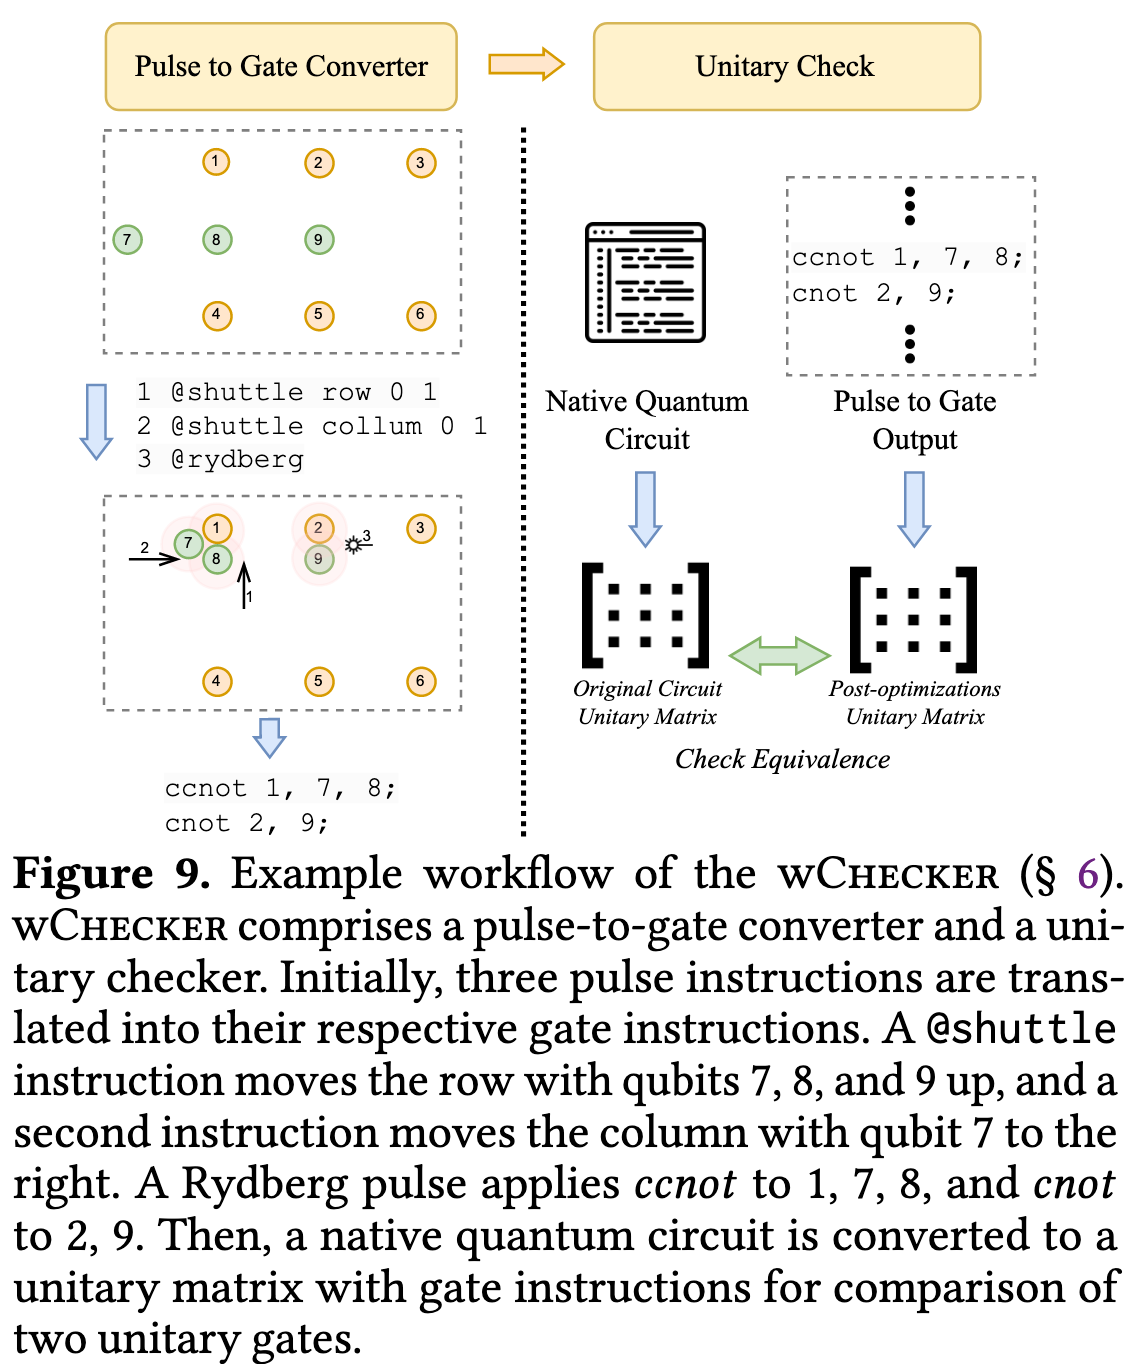 Pulse to Gate Converter
Unitary Check
1 2 3
7 8 9
4 5 6
1 @shuttle row 0 1
2 @shuttle collum 0 1
3 @rydberg
1 2 3
7 8 9
2 3 1
4 5 6
ccnot 1, 7, 8;
cnot 2, 9;
ccnot 1, 7, 8;
cnot 2, 9;
Native Quantum
Circuit
Pulse to Gate
Output
Original Circuit
Unitary Matrix
Post-optimizations
Unitary Matrix
Check Equivalence
Figure 9. Example workflow of the wChecker (§ 6).
wChecker comprises a pulse-to-gate converter and a uni-
tary checker. Initially, three pulse instructions are trans-
lated into their respective gate instructions. A @shuttle
instruction moves the row with qubits 7, 8, and 9 up, and a
second instruction moves the column with qubit 7 to the
right. A Rydberg pulse applies ccnot to 1, 7, 8, and cnot
to 2, 9. Then, a native quantum circuit is converted to a
unitary matrix with gate instructions for comparison of
two unitary gates.